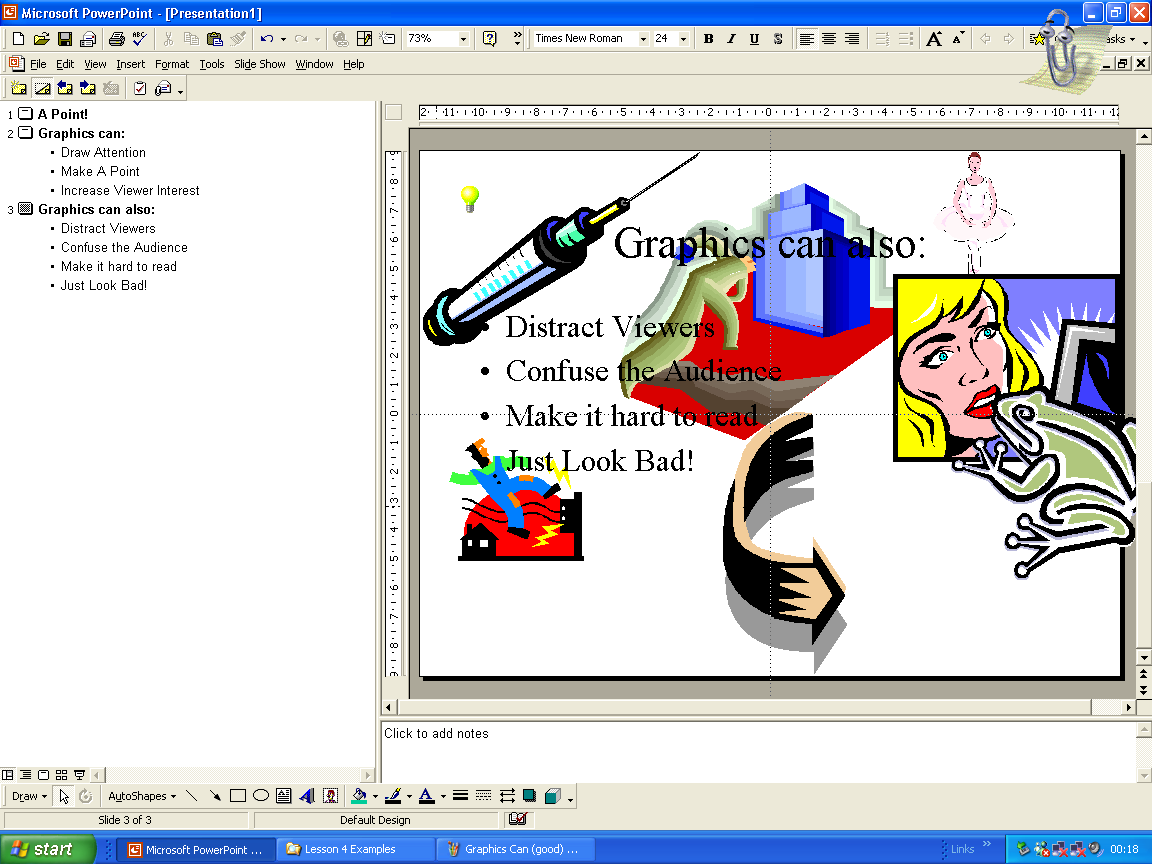 Microsoft PowerPoint - [Presentation1]
73%
Times New Roman
24
B I U S
File Edit View Insert Format Tools Slide Show Window Help
1 A Point!
2 Graphics can:
• Draw Attention
• Make A Point
• Increase Viewer Interest
3 Graphics can also:
• Distract Viewers
• Confuse the Audience
• Make it hard to read
• Just Look Bad!
Graphics can also:
• Distract Viewers
• Confuse the Audience
• Make it hard to read
Just Look Bad!
Click to add notes
Draw AutoShapes
Slide 3 of 3
Default Design
start
Microsoft PowerPoint ...
Lesson 4 Examples
Graphics Can (good) ...
Links
00:18